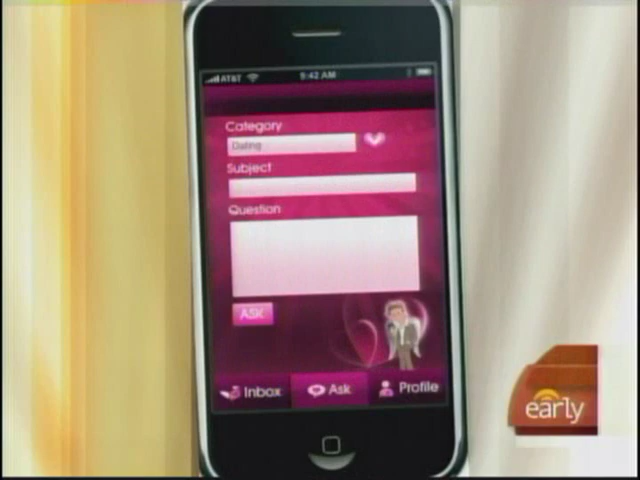 AT&T 9:42 AM
Category
Dating
Subject
Question
ASK
Inbox Ask Profile
early